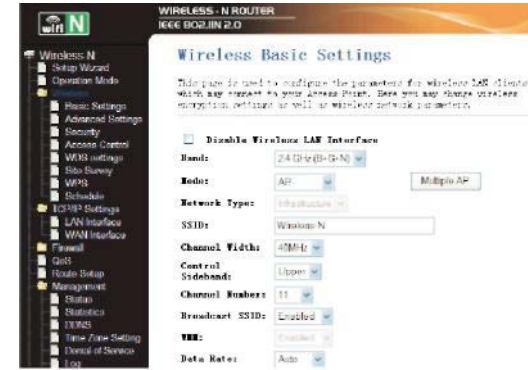 wifi N
WIRELESS - N ROUTER
IEEE 802.11N 2.0
Wireless N
Setup Wizard
Operation Mode
Wireless
Basic Settings
Advanced Settings
Security
Access Control
WDS settings
Site Survey
WPS
Schedule
TCP/IP Settings
LAN Interface
WAN Interface
Firewall
QoS
Route Setup
Management
Status
Statistics
DDNS
Time Zone Setting
Denial of Service
Log
Wireless Basic Settings
This page is used to configure the parameters for wireless LAN clients
which may connect to your Access Point. Here you may change wireless
encryption settings as well as wireless network parameters.
Disable Wireless LAN Interface
Band: 2.4 GHz (B+G+N)
Mode: AP Multiple AP
Network Type: Infrastructure
SSID: Wireless N
Channel Width: 40MHz
Control
Sideband: Upper
Channel Number: 11
Broadcast SSID: Enabled
WMM: Enabled
Data Rate: Auto